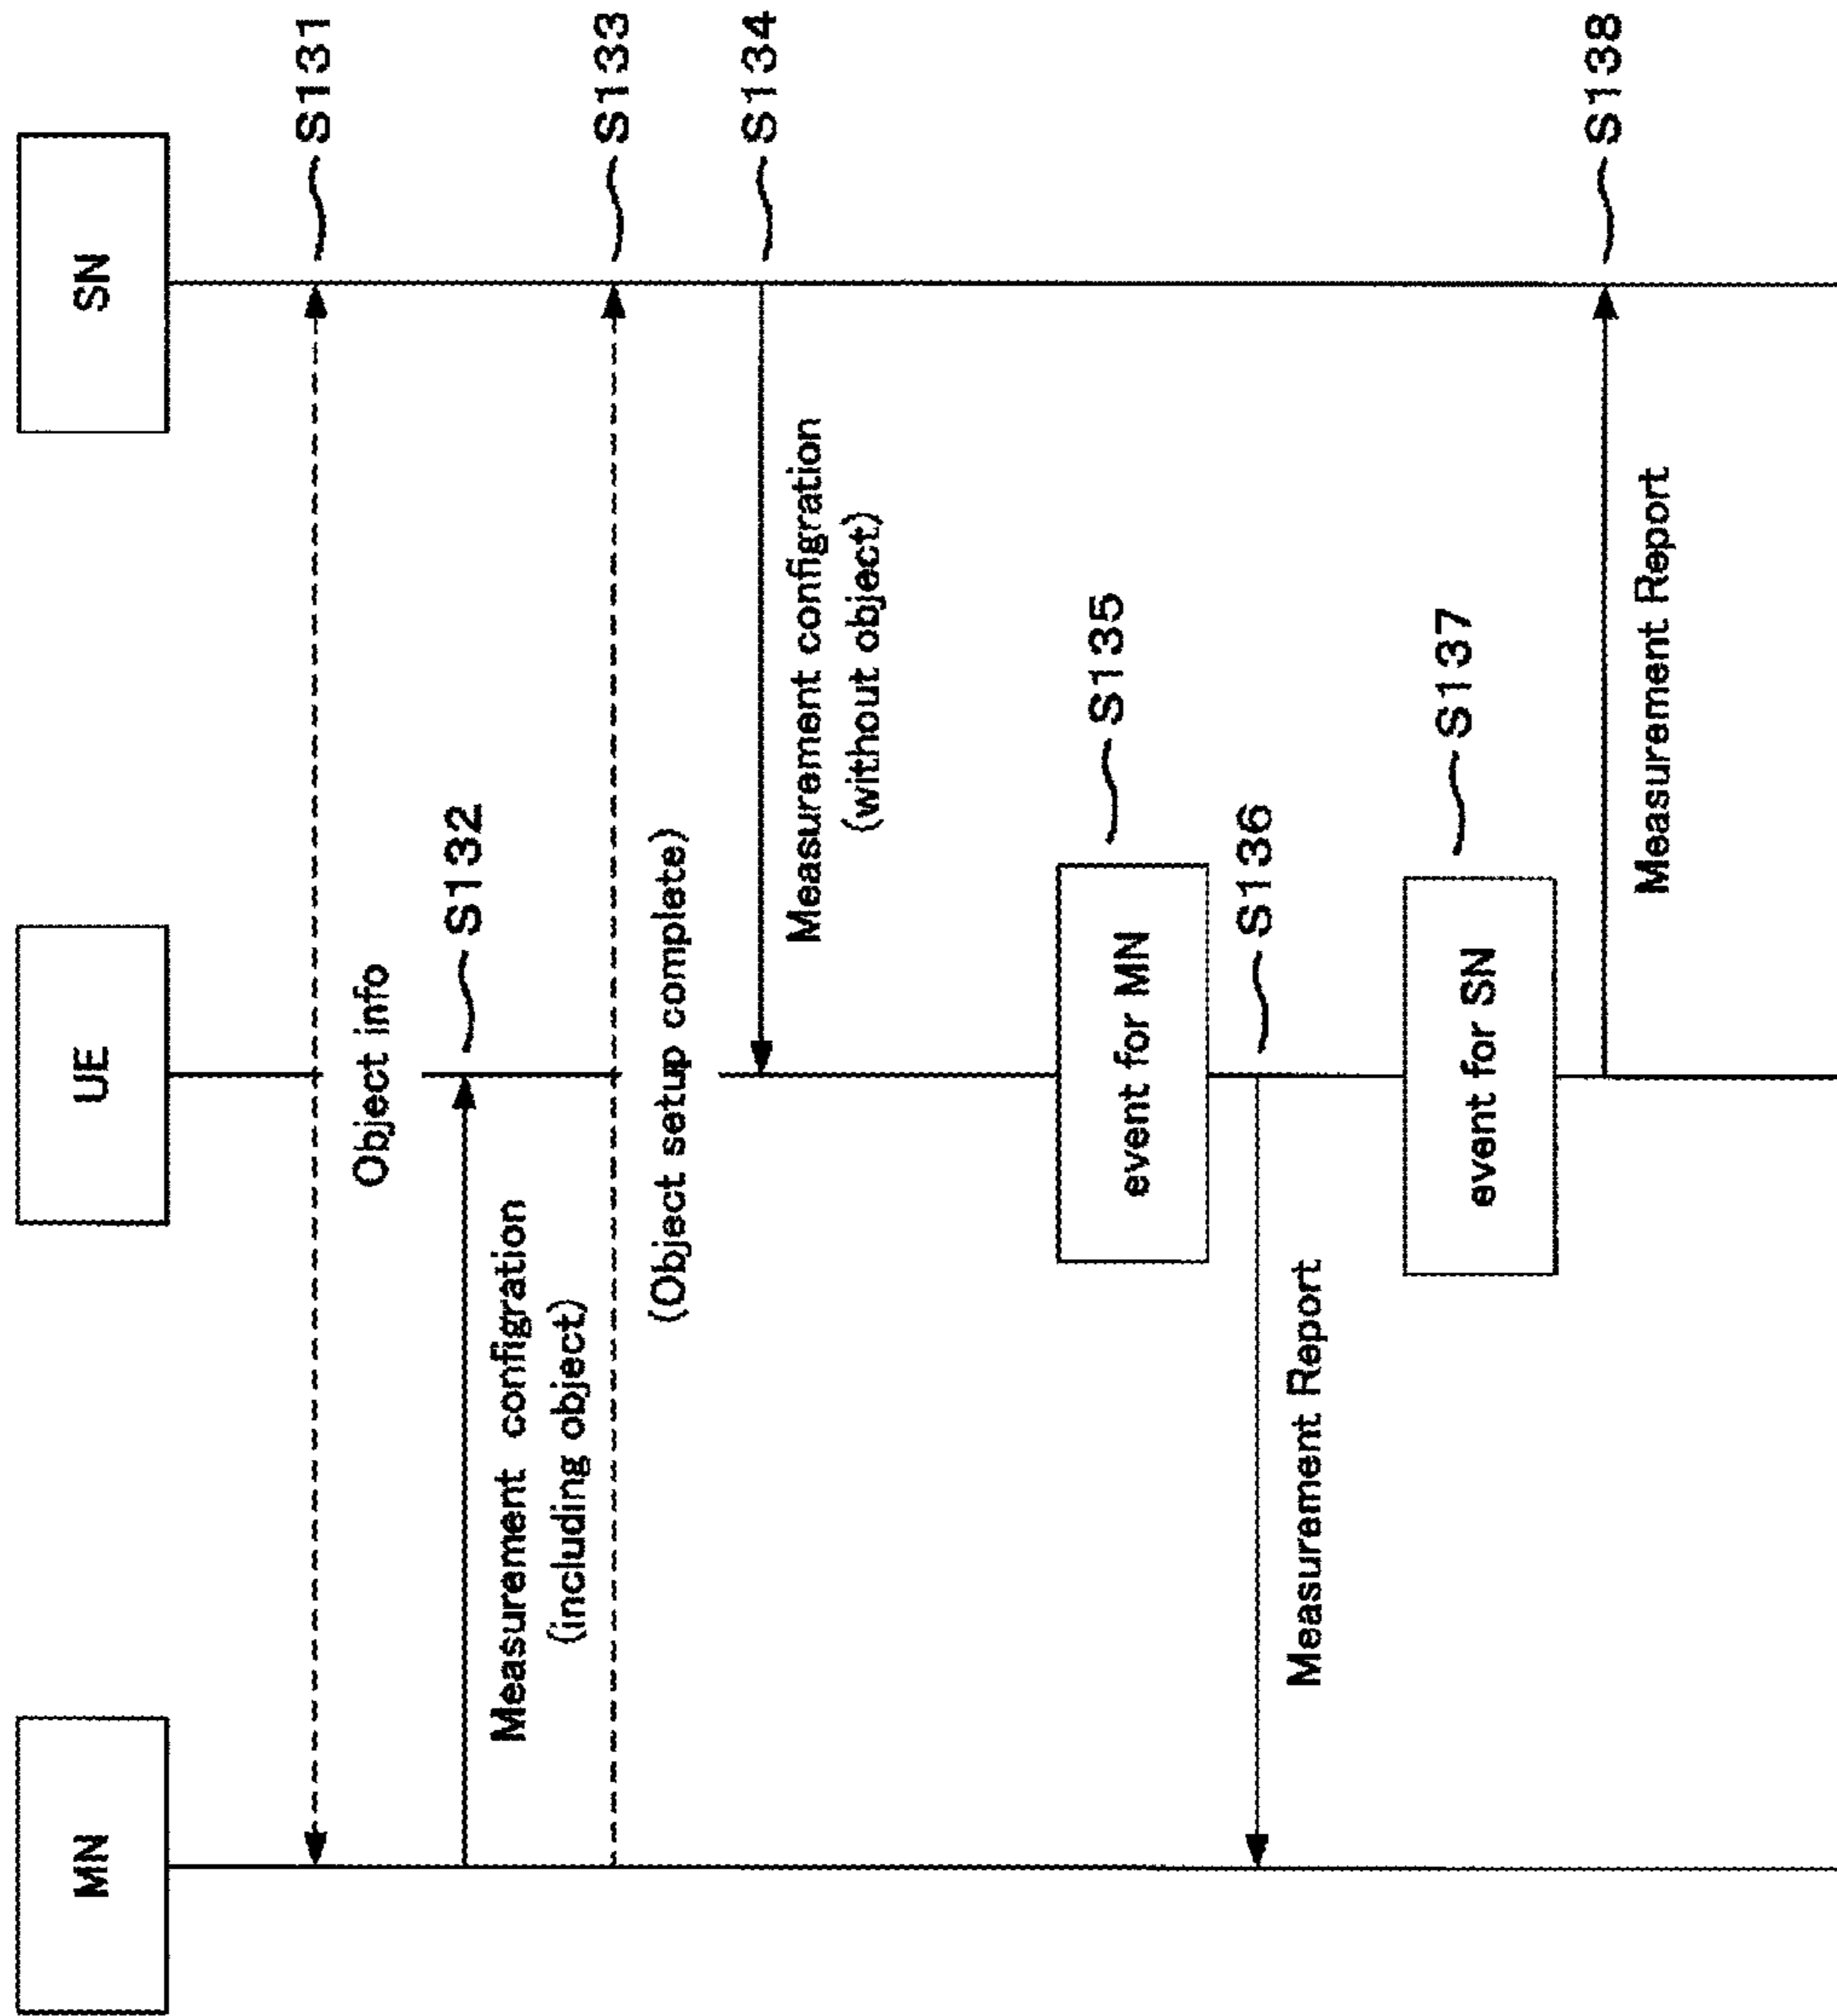 MN
UE
SN
S131
Object info
S132
Measurement configration
(including object)
S133
(Object setup complete)
S134
Measurement configration
(without object)
event for MN
S135
S136
Measurement Report
event for SN
S137
S138
Measurement Report